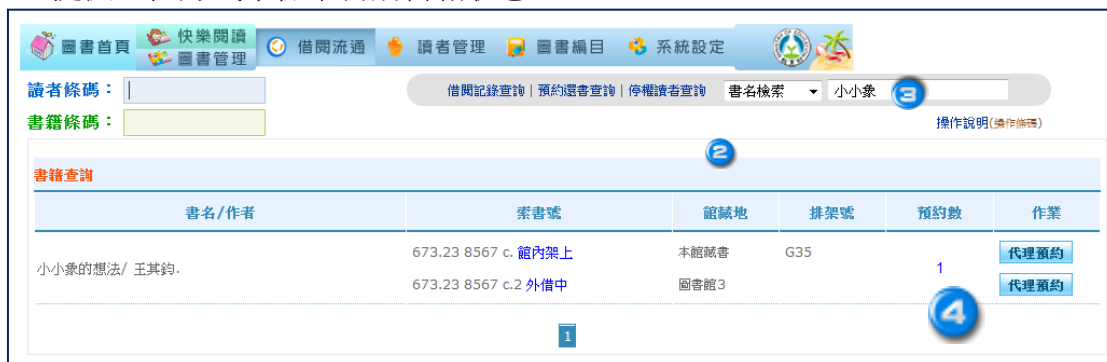 圖書首頁
快樂閱讀
圖書管理
借閱流通
讀者管理
圖書編目
系統設定
讀者條碼：
借閱記錄查詢 | 預約還書查詢 | 停權讀者查詢
書名檢索
小小象
3
書籍條碼：
操作說明(操作條碼)
2
書籍查詢
書名/作者 索書號 館藏地 排架號 預約數 作業
673.23 8567 c. 館內架上 本館藏書 G35 代理預約
小小象的想法/ 王其鈞. 1
673.23 8567 c.2 外借中 圖書館3 代理預約
4
1